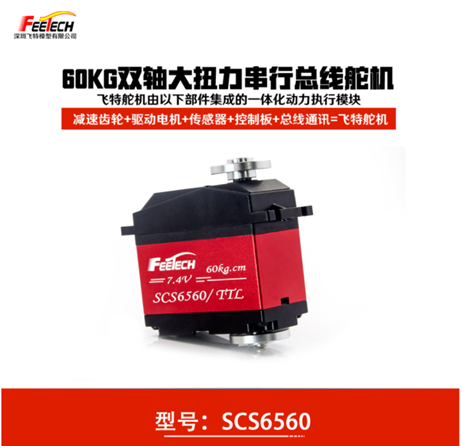 FEETECH
深圳飞特模型有限公司
60KG双轴大扭力串行总线舵机
飞特舵机由以下部件集成的一体化动力执行模块
减速齿轮+驱动电机+传感器+控制板+总线通讯=飞特舵机
FEETECH
7.4V 60kg.cm
SCS6560/TTL
型号：SCS6560